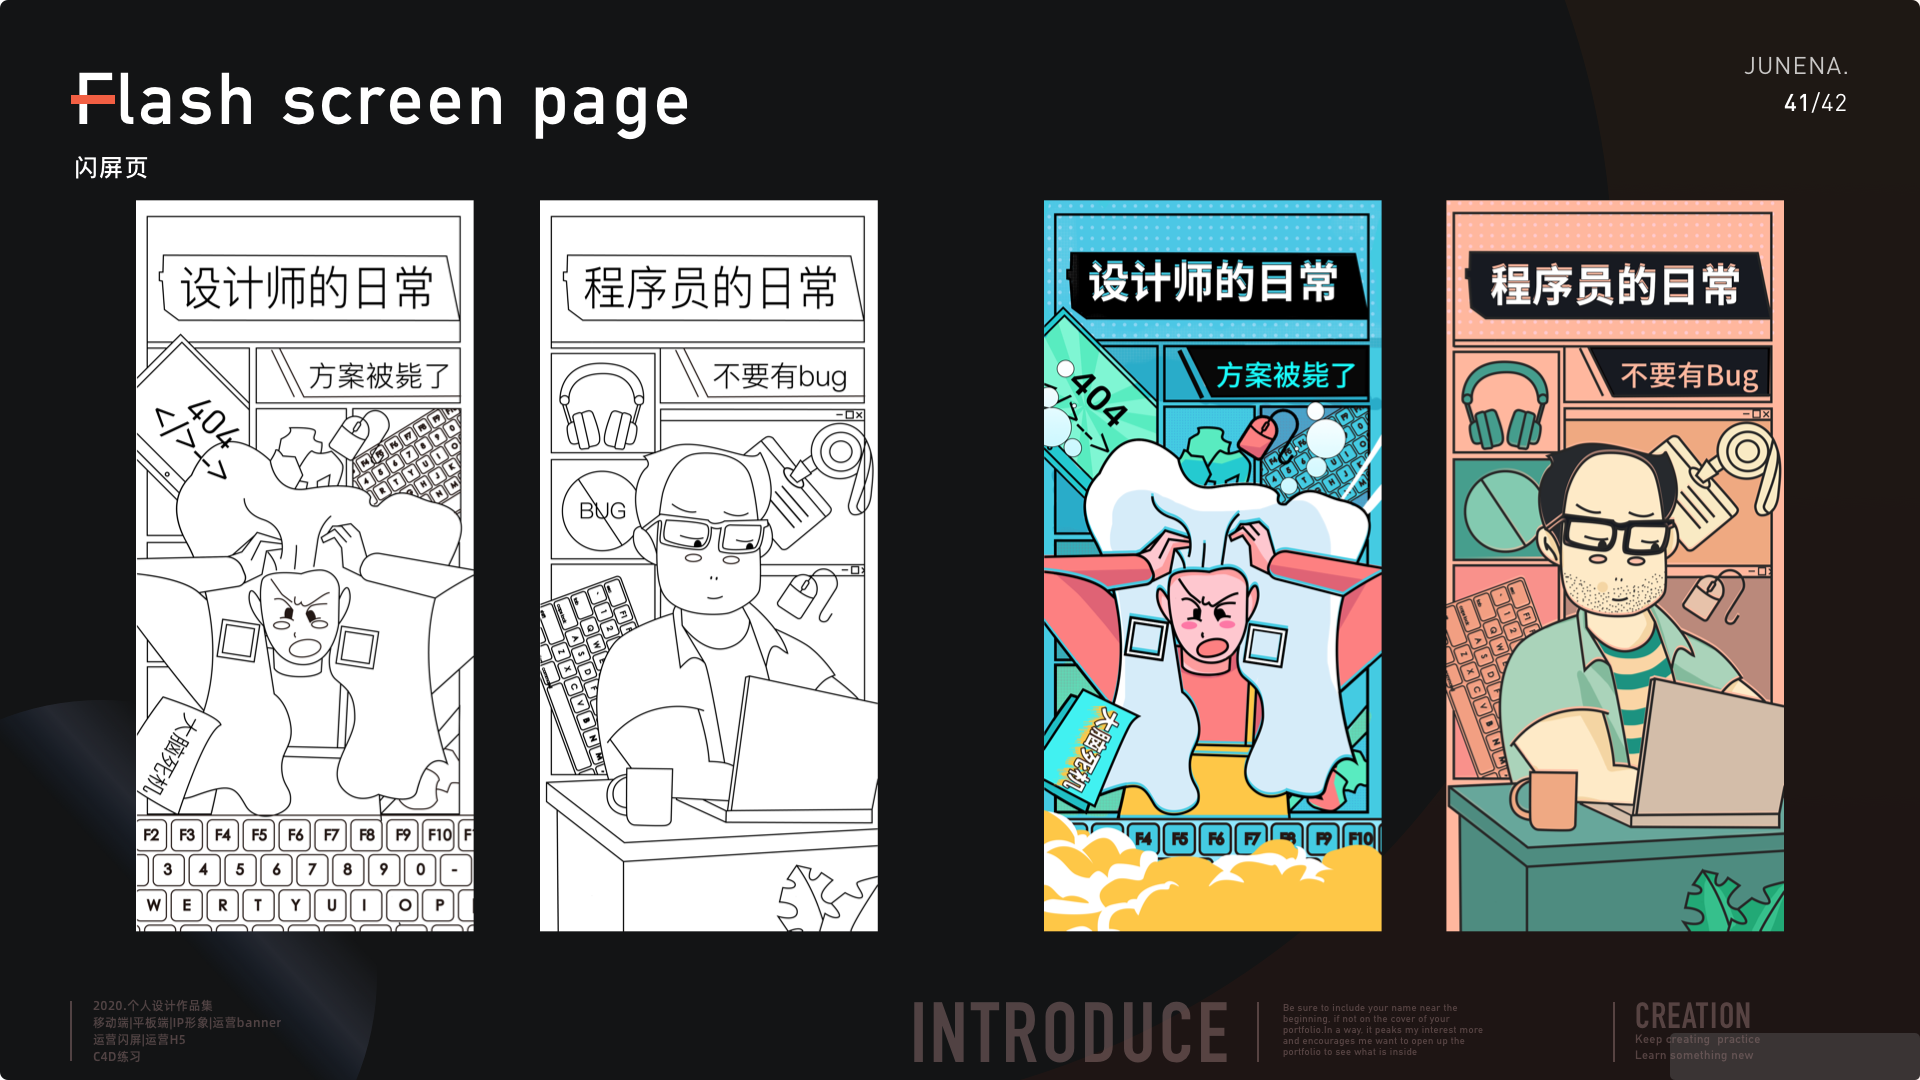 Flash screen page
闪屏页
JUNENA.
41/42
设计师的日常
方案被毙了
404
</>-->
大脑死机
F2 F3 F4 F5 F6 F7 F8 F9 F10
3 4 5 6 7 8 9 0 -
W E R T Y U I O P
程序员的日常
不要有bug
BUG
设计师的日常
方案被毙了
404
大脑死机
F4 F5 F6 F7 F8 F9 F10
程序员的日常
不要有Bug
2020.个人设计作品集
移动端|平板端|IP形象|运营banner
运营闪屏|运营H5
C4D练习
INTRODUCE
Be sure to include your name near the
beginning. if not on the cover of your
portfolio.In a way. it peaks my interest more
and encourages me want to open up the
portfolio to see what is inside
CREATION
Keep creating practice
Learn something new